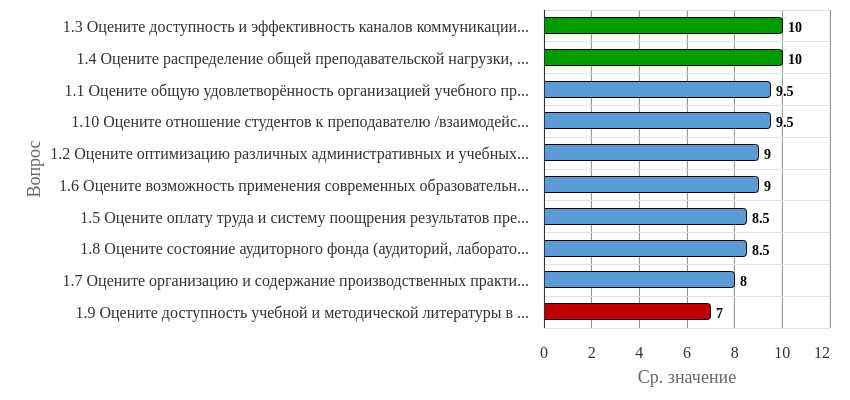 1.3 Оцените доступность и эффективность каналов коммуникации... 10
1.4 Оцените распределение общей преподавательской нагрузки, ... 10
1.1 Оцените общую удовлетворённость организацией учебного пр... 9.5
1.10 Оцените отношение студентов к преподавателю /взаимодейс... 9.5
1.2 Оцените оптимизацию различных административных и учебных... 9
1.6 Оцените возможность применения современных образовательн... 9
1.5 Оцените оплату труда и систему поощрения результатов пре... 8.5
1.8 Оцените состояние аудиторного фонда (аудиторий, лаборато... 8.5
1.7 Оцените организацию и содержание производственных практи... 8
1.9 Оцените доступность учебной и методической литературы в ... 7
Вопрос
0 2 4 6 8 10 12
Ср. значение